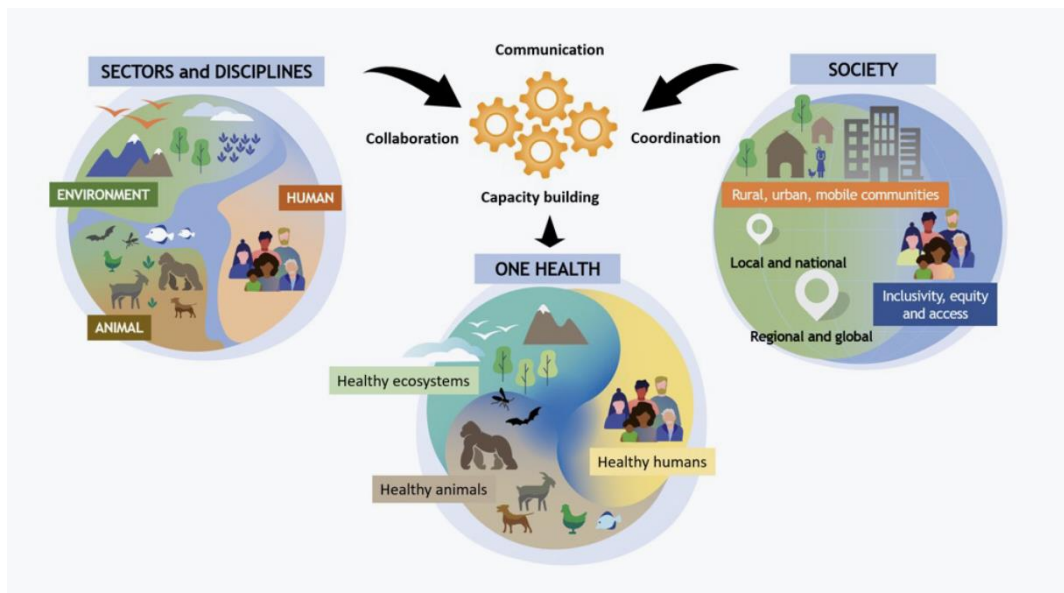 SECTORS and DISCIPLINES
ENVIRONMENT
HUMAN
ANIMAL
Communication
Collaboration
Coordination
Capacity building
SOCIETY
Rural, urban, mobile communities
Local and national
Inclusivity, equity
and access
Regional and global
ONE HEALTH
Healthy ecosystems
Healthy humans
Healthy animals